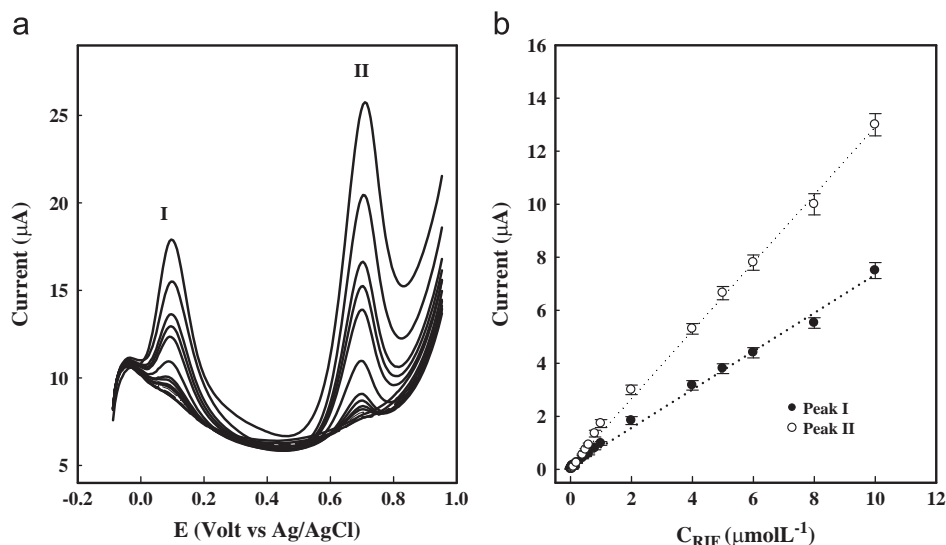 a
I
II
25
20
15
10
5
-0.2
0.0
0.2
0.4
0.6
0.8
1.0
Current (μA)
E (Volt vs Ag/AgCl)
b
16
14
12
10
8
6
4
2
0
0
2
4
6
8
10
12
Current (μA)
Peak I
Peak II
C_RIF (μmolL⁻¹)